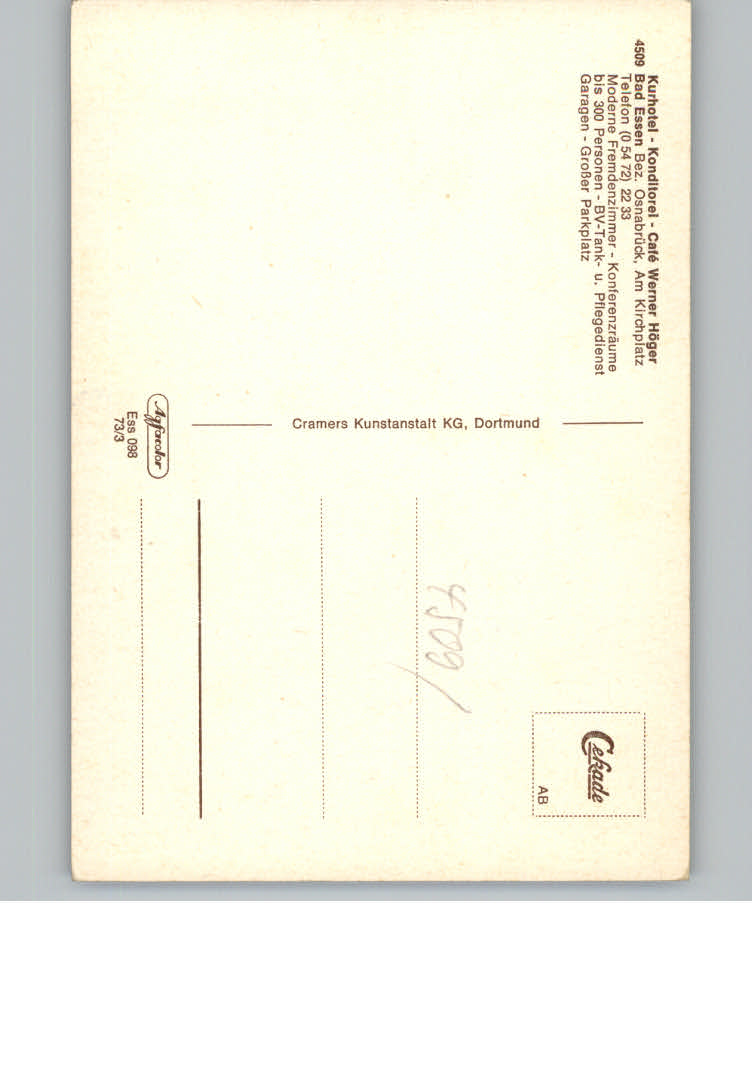 Kurhotel - Konditorei - Café Werner Höger
4509 Bad Essen Bez. Osnabrück, Am Kirchplatz
Telefon (0 54 72) 22 33
Moderne Fremdenzimmer - Konferenzräume
bis 300 Personen - BV-Tank- u. Pflegedienst
Garagen - Großer Parkplatz
Cramers Kunstanstalt KG, Dortmund
Agfacolor
Ess 098
73/3
4509/
Cekade
AB